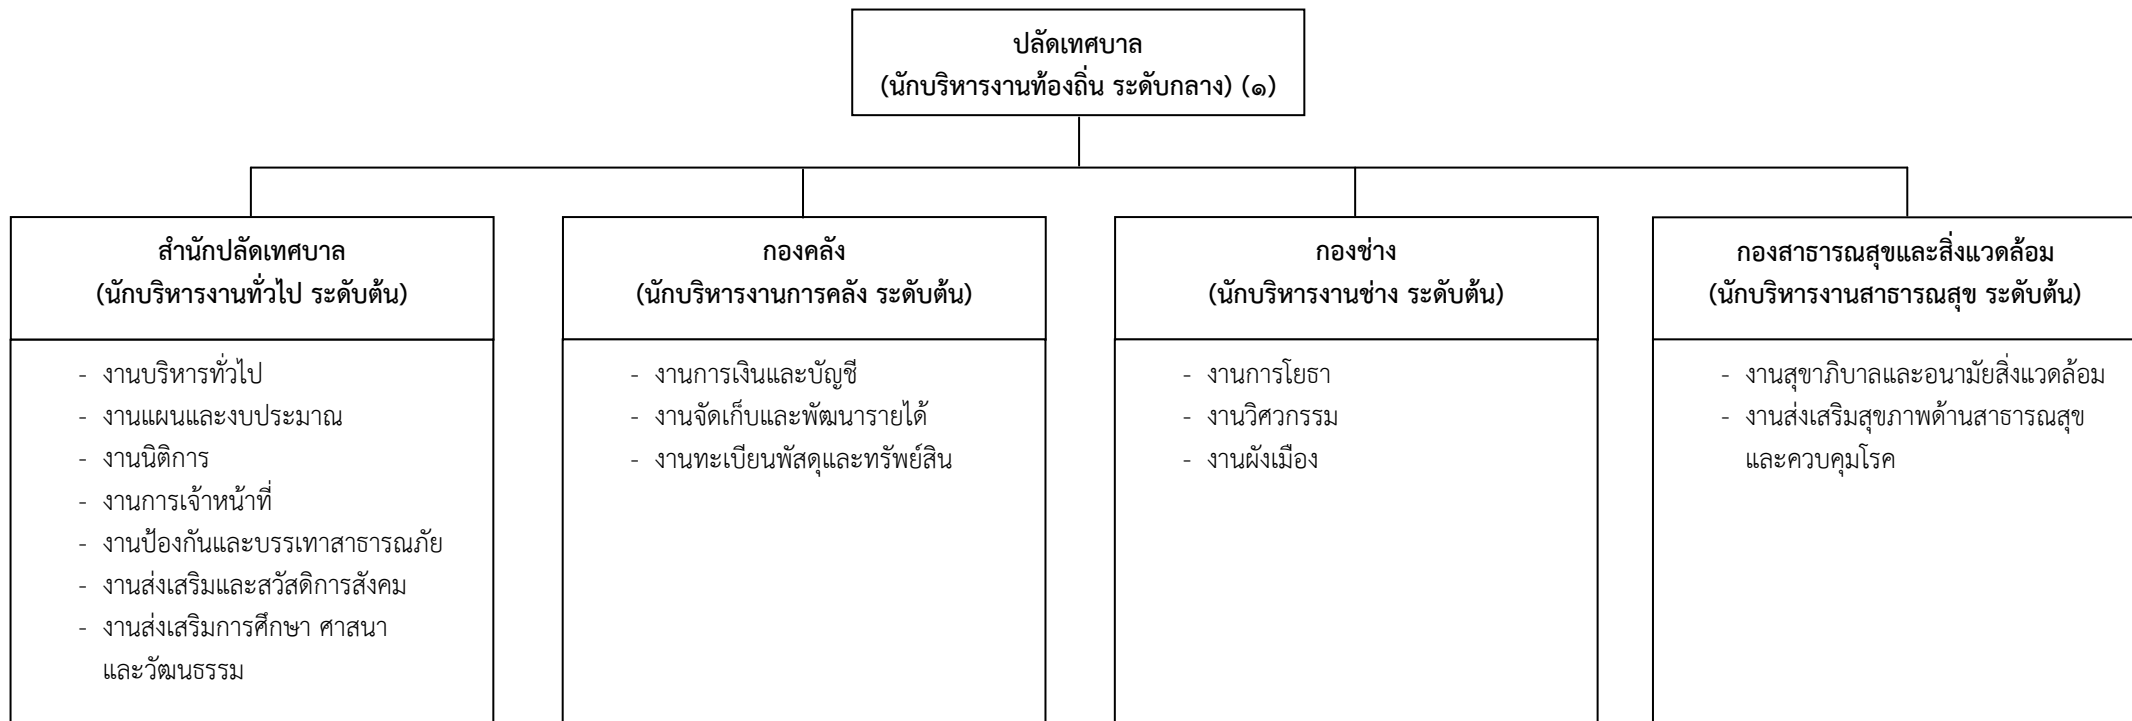 ปลัดเทศบาล
(นักบริหารงานท้องถิ่น ระดับกลาง) (๑)
สำนักปลัดเทศบาล
(นักบริหารงานทั่วไป ระดับต้น)
- งานบริหารทั่วไป
- งานแผนและงบประมาณ
- งานนิติการ
- งานการเจ้าหน้าที่
- งานป้องกันและบรรเทาสาธารณภัย
- งานส่งเสริมและสวัสดิการสังคม
- งานส่งเสริมการศึกษา ศาสนา
และวัฒนธรรม
กองคลัง
(นักบริหารงานการคลัง ระดับต้น)
- งานการเงินและบัญชี
- งานจัดเก็บและพัฒนารายได้
- งานทะเบียนพัสดุและทรัพย์สิน
กองช่าง
(นักบริหารงานช่าง ระดับต้น)
- งานการโยธา
- งานวิศวกรรม
- งานผังเมือง
กองสาธารณสุขและสิ่งแวดล้อม
(นักบริหารงานสาธารณสุข ระดับต้น)
- งานสุขาภิบาลและอนามัยสิ่งแวดล้อม
- งานส่งเสริมสุขภาพด้านสาธารณสุข
และควบคุมโรค